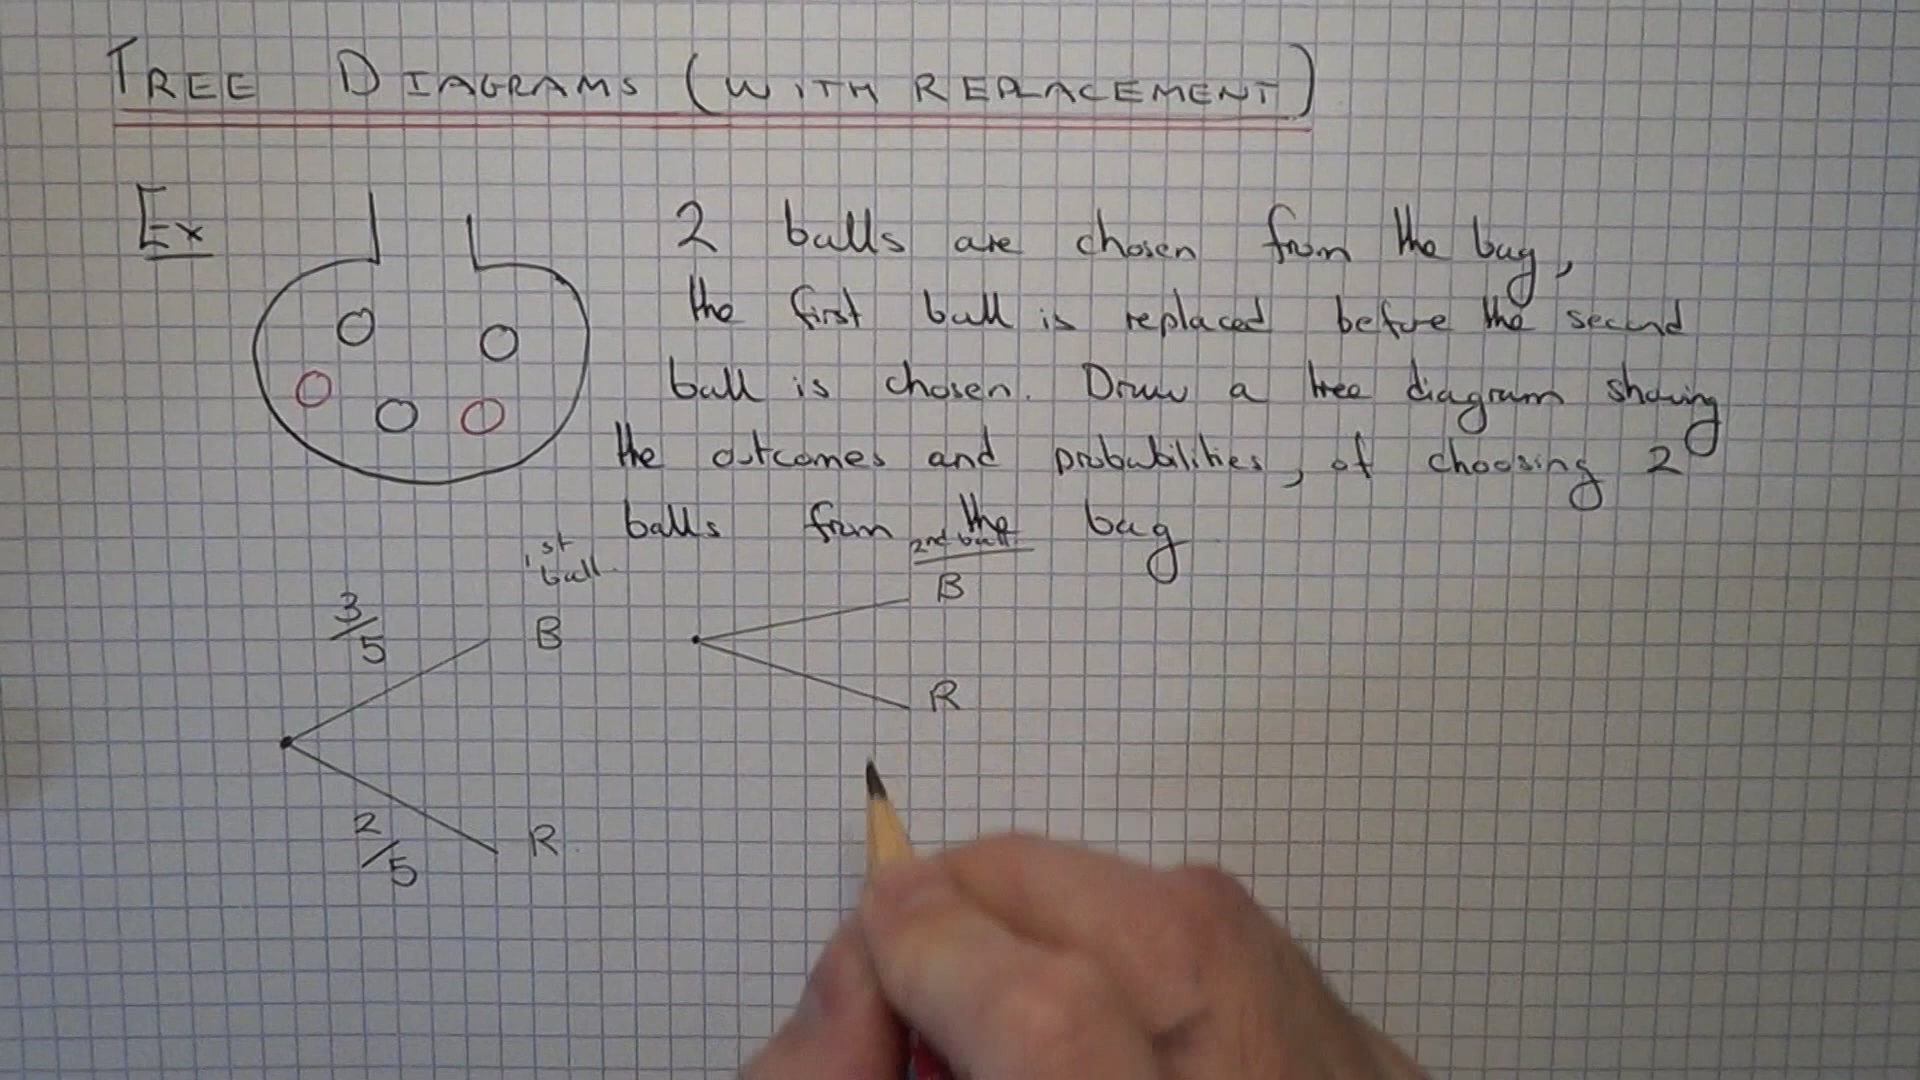 TREE DIAGRAMS (WITH REPLACEMENT)
Ex
2 balls are chosen from the bag,
the first ball is replaced before the second
ball is chosen. Draw a tree diagram showing
the outcomes and probabilities, of choosing 2
balls from the bag
1st ball
2nd ball
3/5
B
B
R
2/5
R